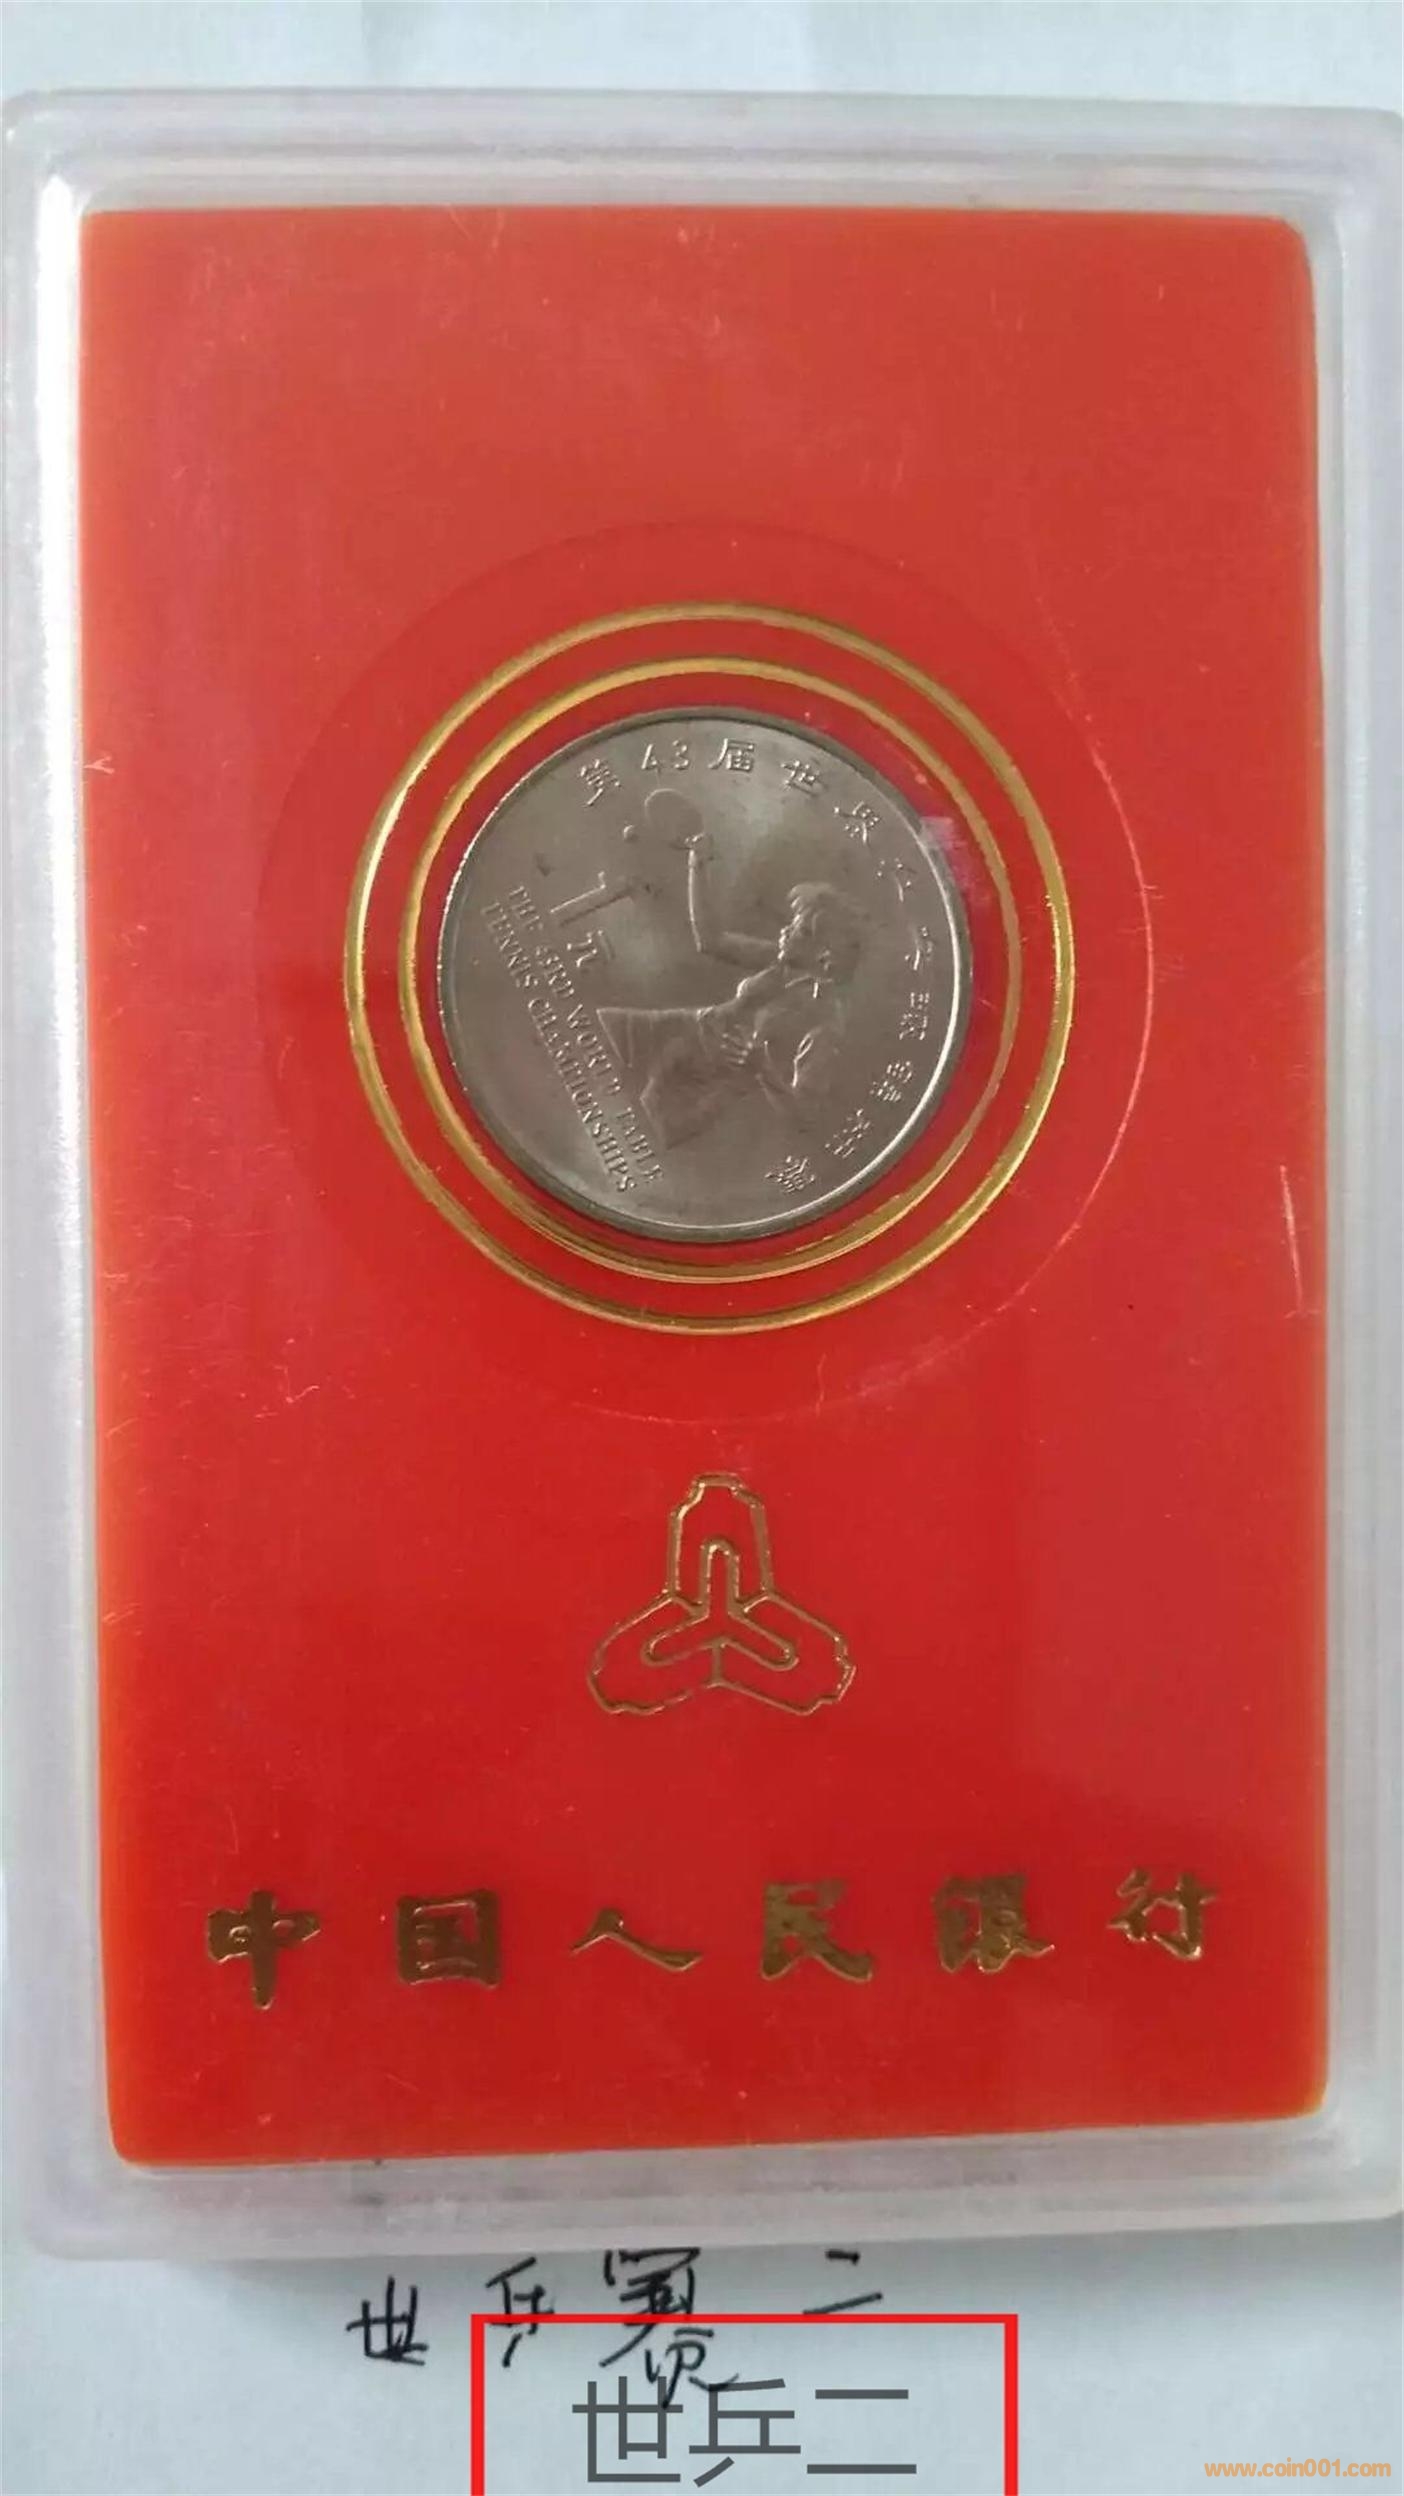 第43届世界乒乓球锦标赛
1元
THE 43RD WORLD TABLE
TENNIS CHAMPIONSHIPS
中国人民银行
世乒赛 二
世乒二
www.coin001.com